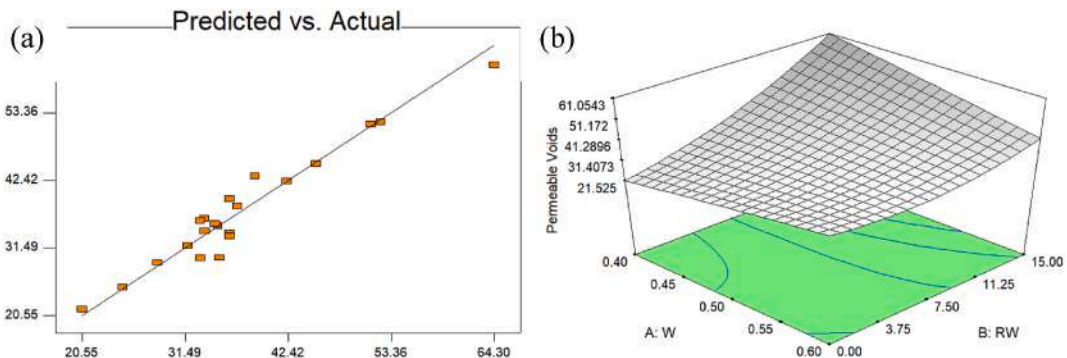 (a)
Predicted vs. Actual
53.36
42.42
31.49
20.55
20.55 31.49 42.42 53.36 64.30
(b)
Permeable Voids
61.0543
51.172
41.2896
31.4073
21.525
0.40
0.45
0.50
0.55
0.60
A: W
0.00
3.75
7.50
11.25
15.00
B: RW